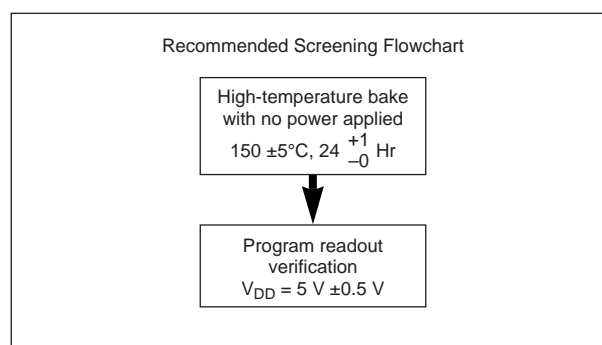 Recommended Screening Flowchart
High-temperature bake
with no power applied
150 ±5°C, 24 +1 –0 Hr
Program readout
verification
VDD = 5 V ±0.5 V